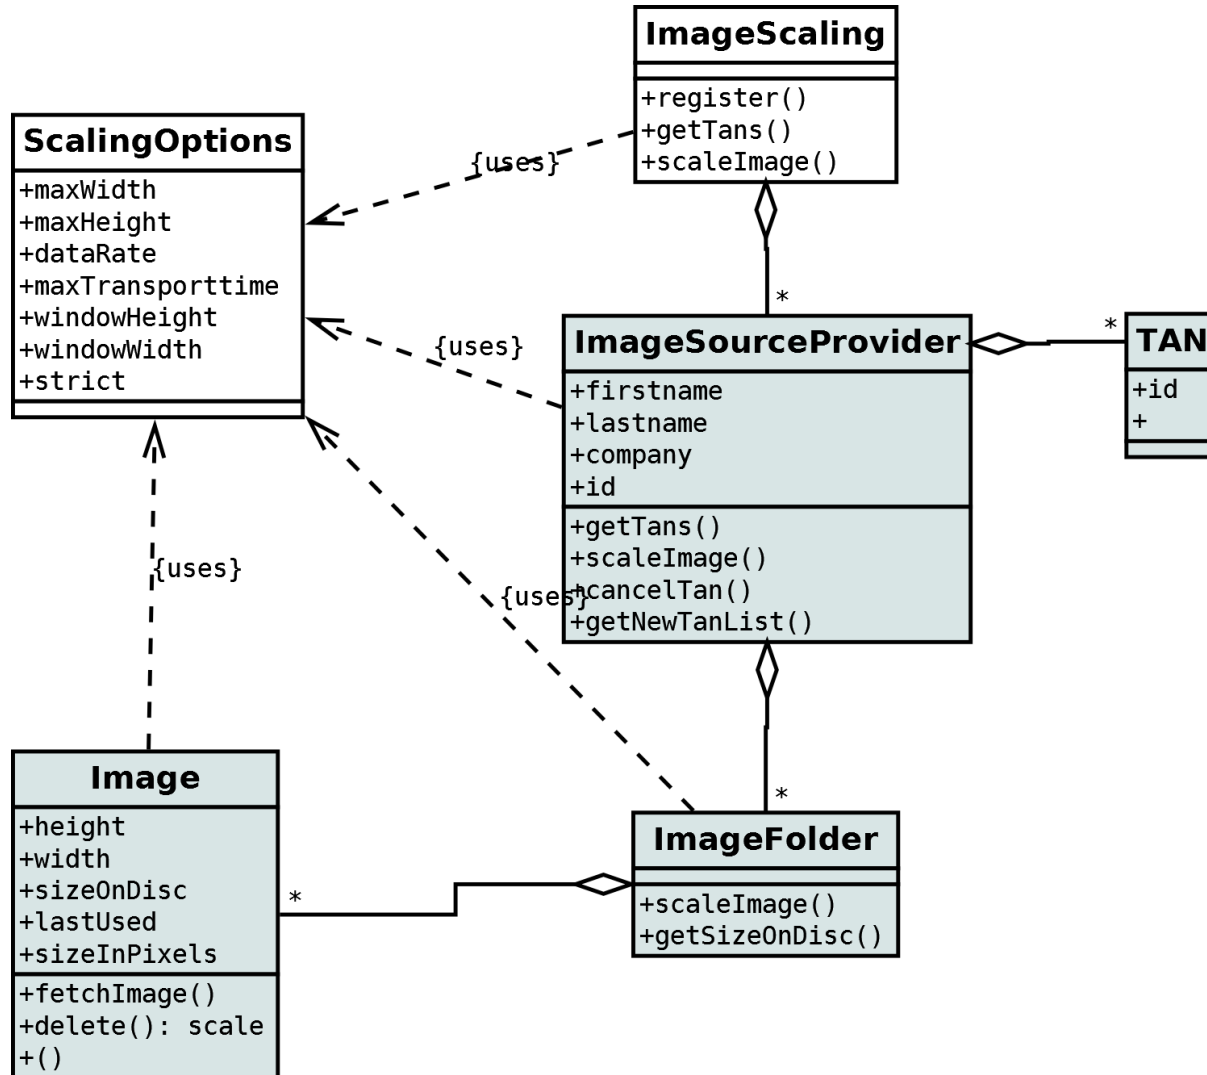 ImageScaling
+register()
+getTans()
+scaleImage()
ScalingOptions
+maxWidth
+maxHeight
+dataRate
+maxTransporttime
+windowHeight
+windowWidth
+strict
{uses}
*
{uses}
ImageSourceProvider
+firstname
+lastname
+company
+id
+getTans()
+scaleImage()
+cancelTan()
+getNewTanList()
*
TAN
+id
+
{uses}
{uses}
*
Image
+height
+width
+sizeOnDisc
+lastUsed
+sizeInPixels
+fetchImage()
+delete(): scale
+()
*
ImageFolder
+scaleImage()
+getSizeOnDisc()